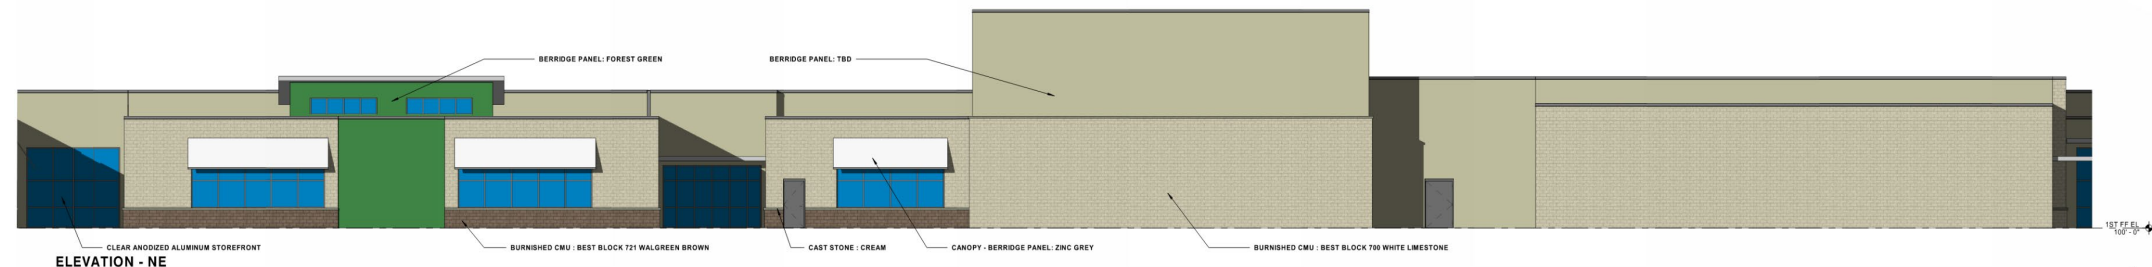 BERRIDGE PANEL: FOREST GREEN
BERRIDGE PANEL: TBD
1ST FF EL
100' - 0"
CLEAR ANODIZED ALUMINUM STOREFRONT
BURNISHED CMU : BEST BLOCK 721 WALGREEN BROWN
CAST STONE : CREAM
CANOPY - BERRIDGE PANEL: ZINC GREY
BURNISHED CMU : BEST BLOCK 700 WHITE LIMESTONE
ELEVATION - NE